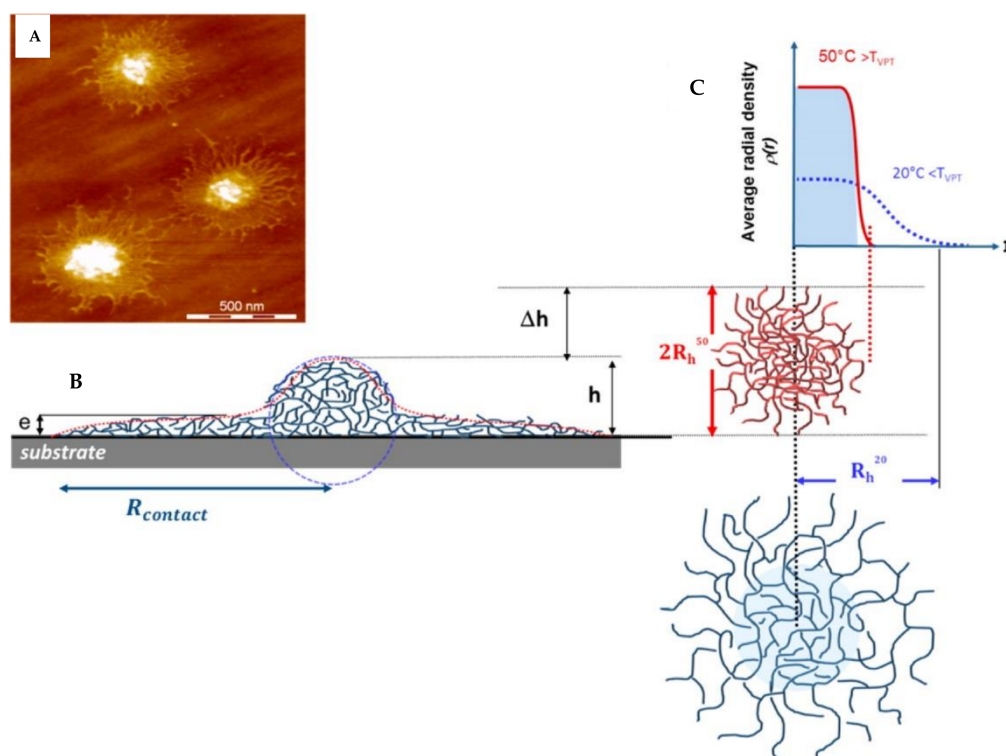 A
500 nm
B
e
substrate
R_contact
h
Δh
C
Average radial density
ρ(r)
50°C >T_VPT
20°C <T_VPT
r
2R_h^50
R_h^20